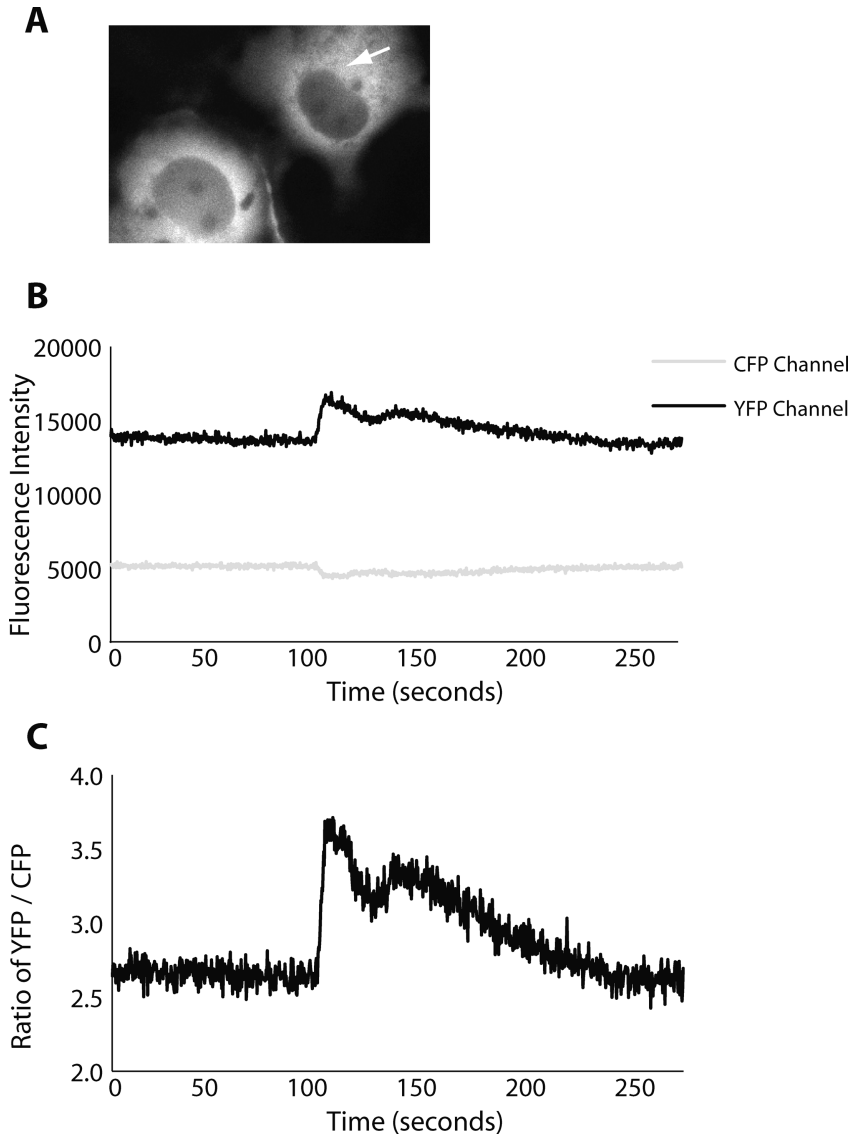 A
B
20000
15000
10000
5000
0
Fluorescence Intensity
0 50 100 150 200 250
Time (seconds)
CFP Channel
YFP Channel
C
4.0
3.5
3.0
2.5
2.0
Ratio of YFP / CFP
0 50 100 150 200 250
Time (seconds)